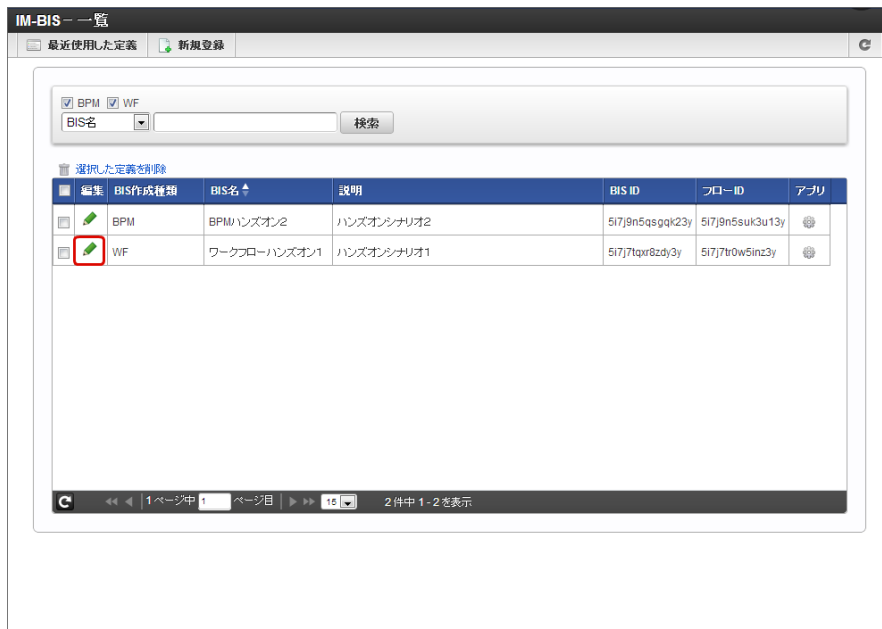 IM-BIS－一覧
最近使用した定義 新規登録
BPM WF
BIS名 検索
選択した定義を削除
編集 BIS作成種類 BIS名 説明 BIS ID フローID アプリ
BPM BPMハンズオン2 ハンズオンシナリオ2 5i7j9n5qsgqk23y 5i7j9n5suk3u13y
WF ワークフローハンズオン1 ハンズオンシナリオ1 5i7j7tqxr8zdy3y 5i7j7tr0w5inz3y
1 ページ中 1 ページ目 15 2 件中 1 - 2 を表示